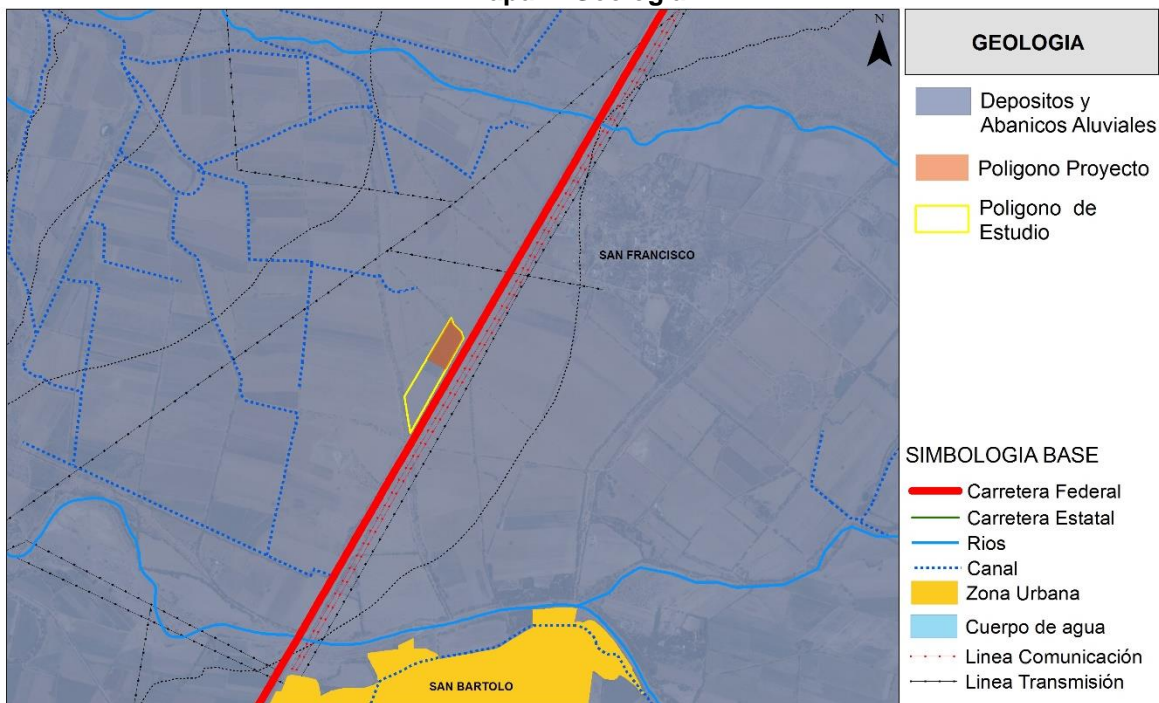 N
SAN FRANCISCO
SAN BARTOLO
GEOLOGIA
Depositos y
Abanicos Aluviales
Poligono Proyecto
Poligono de
Estudio
SIMBOLOGIA BASE
Carretera Federal
Carretera Estatal
Rios
Canal
Zona Urbana
Cuerpo de agua
Linea Comunicación
Linea Transmisión